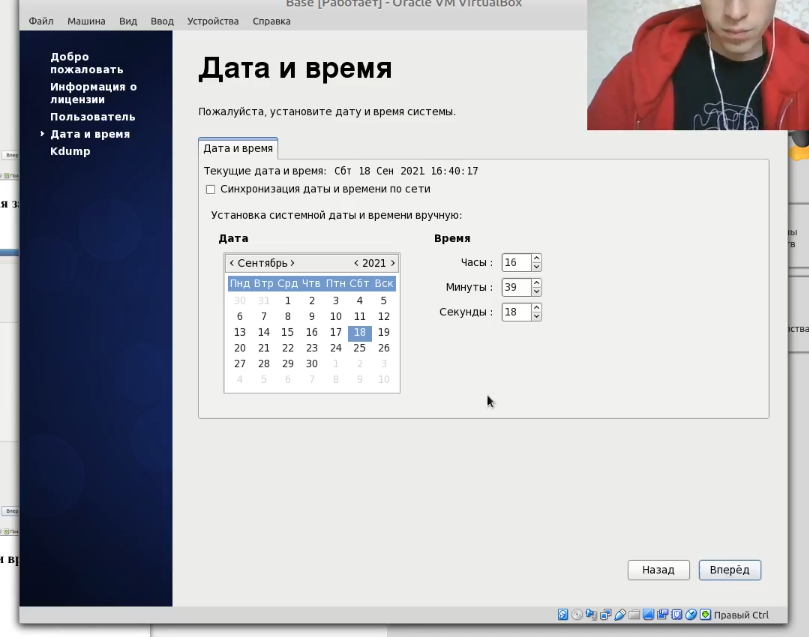 Base [Работает] - Oracle VM VirtualBox
Файл Машина Вид Ввод Устройства Справка
Добро
пожаловать
Информация о
лицензии
Пользователь
Дата и время
Kdump
Дата и время
Пожалуйста, установите дату и время системы.
Дата и время
Текущие дата и время: Сбт 18 Сен 2021 16:40:17
Синхронизация даты и времени по сети
Установка системной даты и времени вручную:
Дата
< Сентябрь > < 2021 >
Пнд Втр Срд Чтв Птн Сбт Вск
30 31 1 2 3 4 5
6 7 8 9 10 11 12
13 14 15 16 17 18 19
20 21 22 23 24 25 26
27 28 29 30 1 2 3
4 5 6 7 8 9 10
Время
Часы : 16
Минуты : 39
Секунды : 18
Назад Вперёд
Правый Ctrl